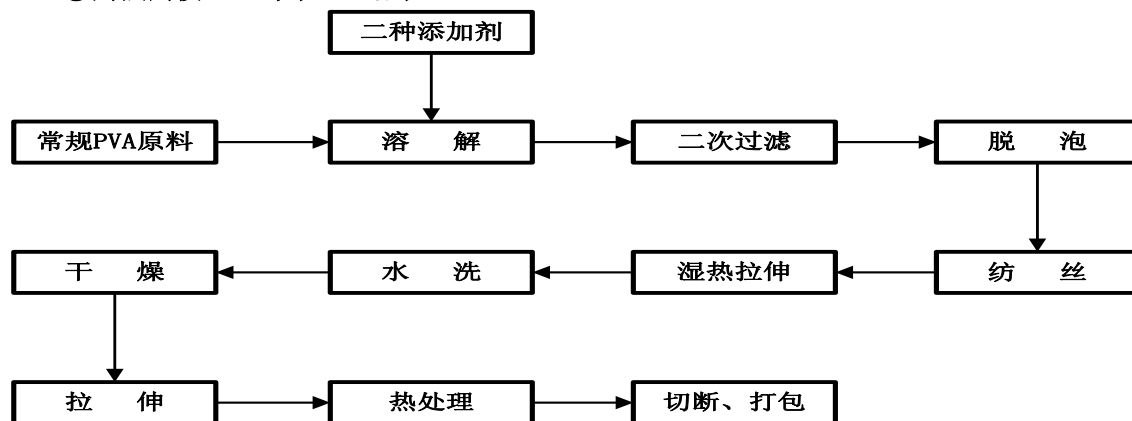 二种添加剂
常规PVA原料
溶 解
二次过滤
脱 泡
纺 丝
湿热拉伸
水 洗
干 燥
拉 伸
热处理
切断、打包